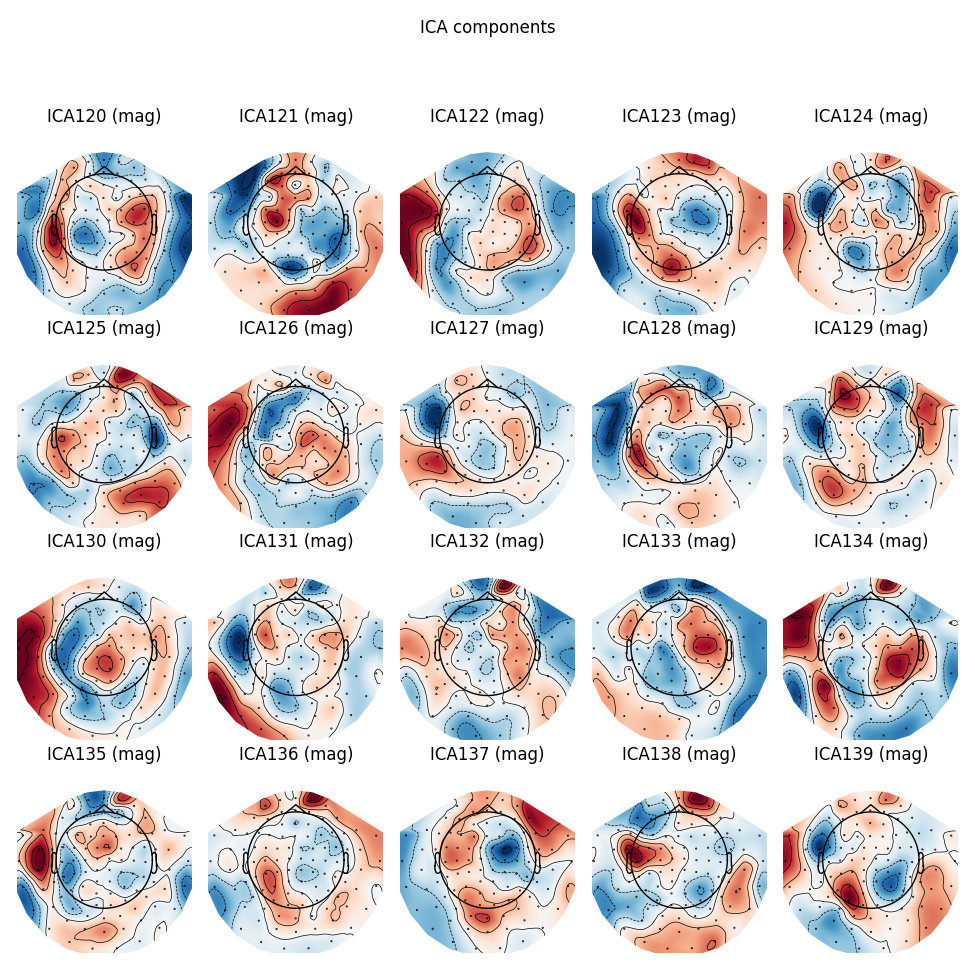 ICA components
ICA120 (mag) ICA121 (mag) ICA122 (mag) ICA123 (mag) ICA124 (mag)
ICA125 (mag) ICA126 (mag) ICA127 (mag) ICA128 (mag) ICA129 (mag)
ICA130 (mag) ICA131 (mag) ICA132 (mag) ICA133 (mag) ICA134 (mag)
ICA135 (mag) ICA136 (mag) ICA137 (mag) ICA138 (mag) ICA139 (mag)